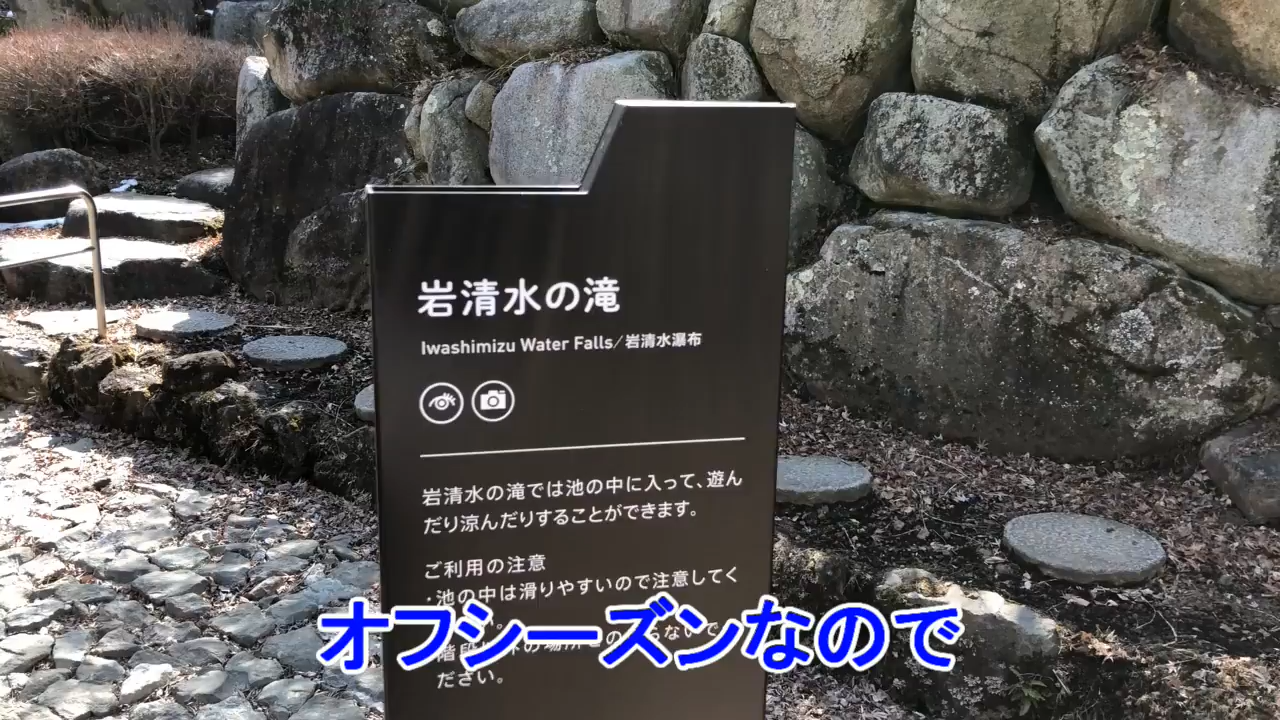 岩清水の滝
Iwashimizu Water Falls/岩清水瀑布
岩清水の滝では池の中に入って、遊ん
だり涼んだりすることができます。
ご利用の注意
・池の中は滑りやすいので注意してく
ださい。
オフシーズンなので